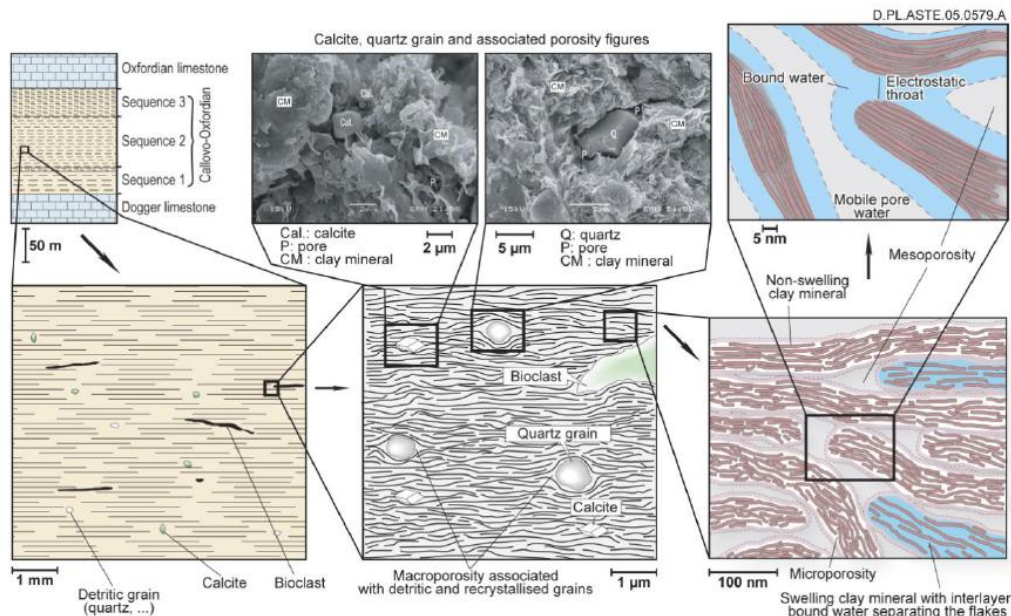 D.PL.ASTE.05.0579.A
Calcite, quartz grain and associated porosity figures
Oxfordian limestone
Sequence 3
Sequence 2
Sequence 1
Callovo-Oxfordian
Dogger limestone
50 m
CM
Cal.
CM
P
Cal.: calcite
P: pore
CM : clay mineral
2 µm
CM
P
Q
CM
P
5 µm
Q: quartz
P: pore
CM : clay mineral
Bound water
Electrostatic
throat
Mobile pore
water
5 nm
Mesoporosity
Non-swelling
clay mineral
Bioclast
Quartz grain
Calcite
1 mm
Detritic grain
(quartz, ...)
Calcite
Bioclast
Macroporosity associated
with detritic and recrystallised grains
1 µm
100 nm
Microporosity
Swelling clay mineral with interlayer
bound water separating the flakes